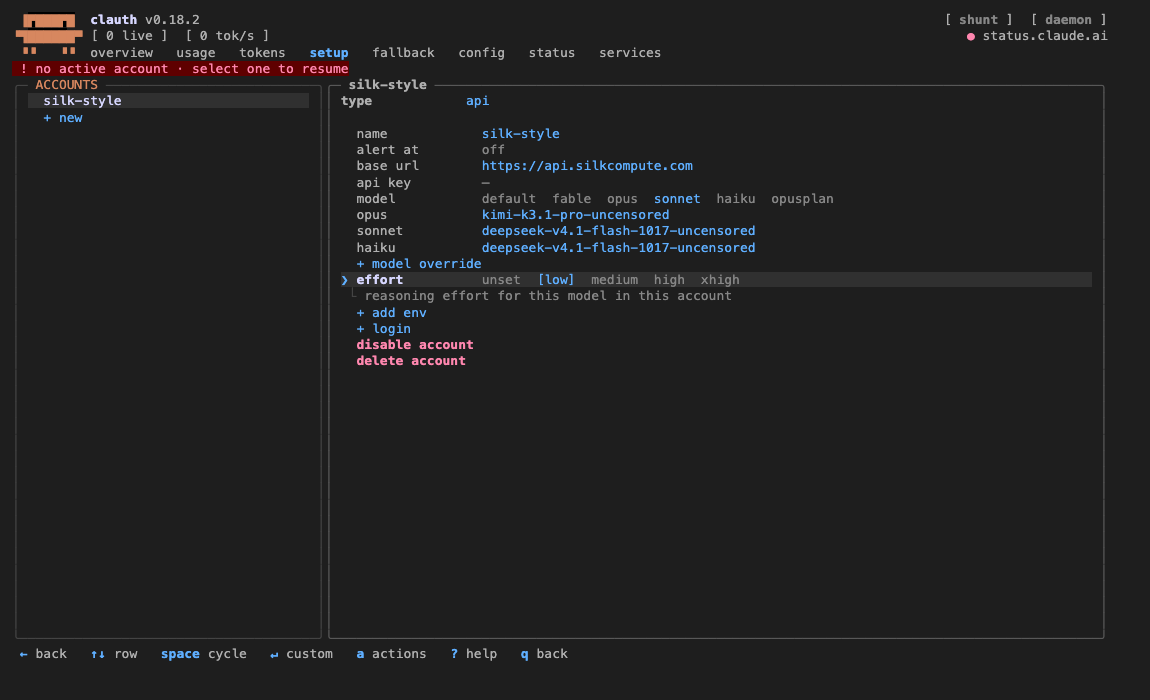 clauth v0.18.2 [ shunt ] [ daemon ]
[ 0 live ] [ 0 tok/s ] ● status.claude.ai
overview usage tokens setup fallback config status services
! no active account · select one to resume
ACCOUNTS
silk-style
+ new
silk-style
type api
name silk-style
alert at off
base url https://api.silkcompute.com
api key —
model default fable opus sonnet haiku opusplan
opus kimi-k3.1-pro-uncensored
sonnet deepseek-v4.1-flash-1017-uncensored
haiku deepseek-v4.1-flash-1017-uncensored
+ model override
❯ effort unset [low] medium high xhigh
└ reasoning effort for this model in this account
+ add env
+ login
disable account
delete account
← back ↑↓ row space cycle ↵ custom a actions ? help q back